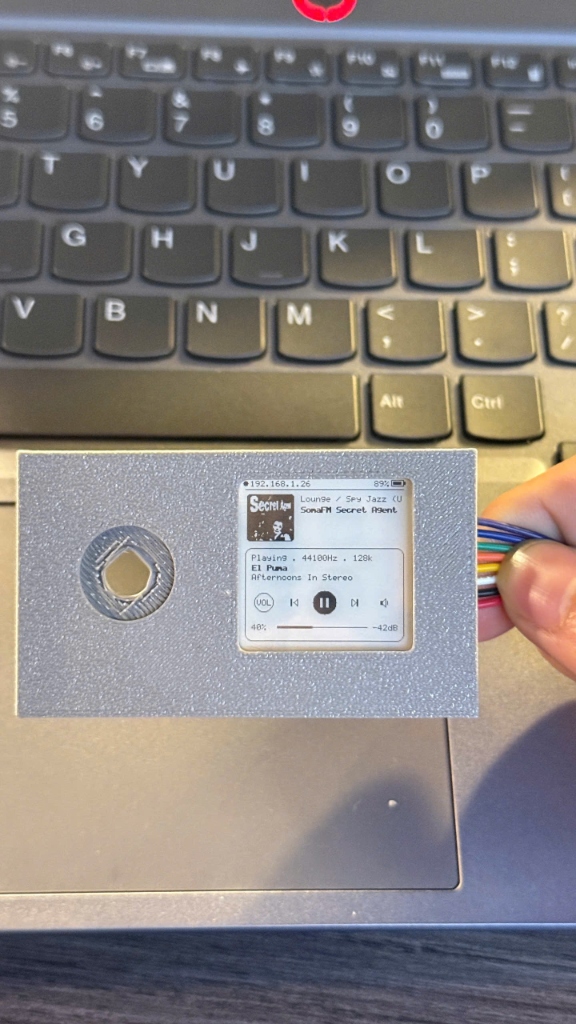 F7
F8
F9
F10
F11
F12
%
5
^
6
&
7
*
8
(
9
)
0
T
Y
U
I
O
P
G
H
J
K
L
:
;
V
B
N
M
<
,
>
.
?
/
Alt
Ctrl
192.168.1.26
89%
Secret Agent
Lounge / Spy Jazz (U
SomaFM Secret Agent
Playing . 44100Hz . 128k
El Puma
Afternoons In Stereo
VOL
40%
-42dB